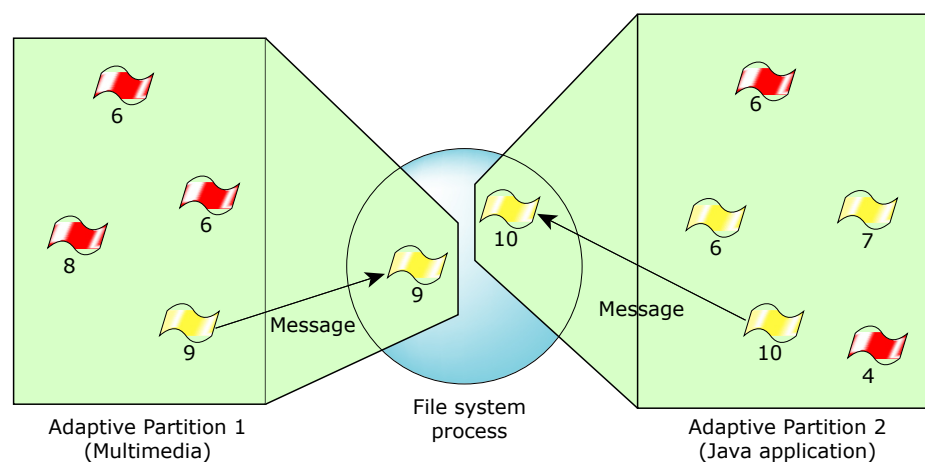 6
6
8
9
Message
9
Adaptive Partition 1
(Multimedia)
10
Message
File system
process
6
6
7
10
4
Adaptive Partition 2
(Java application)